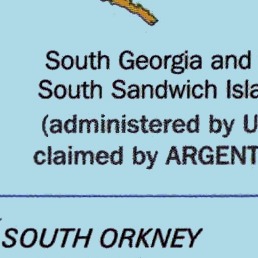 South Georgia and
South Sandwich Isla
(administered by U
claimed by ARGENT
SOUTH ORKNEY